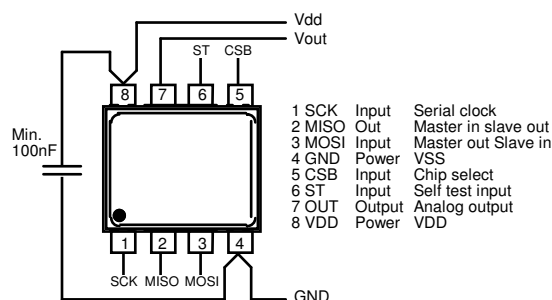 Vdd
Vout
ST CSB
8 7 6 5
Min.
100nF
1 SCK Input Serial clock
2 MISO Out Master in slave out
3 MOSI Input Master out Slave in
4 GND Power VSS
5 CSB Input Chip select
6 ST Input Self test input
7 OUT Output Analog output
8 VDD Power VDD
1 2 3 4
SCK MISO MOSI
GND